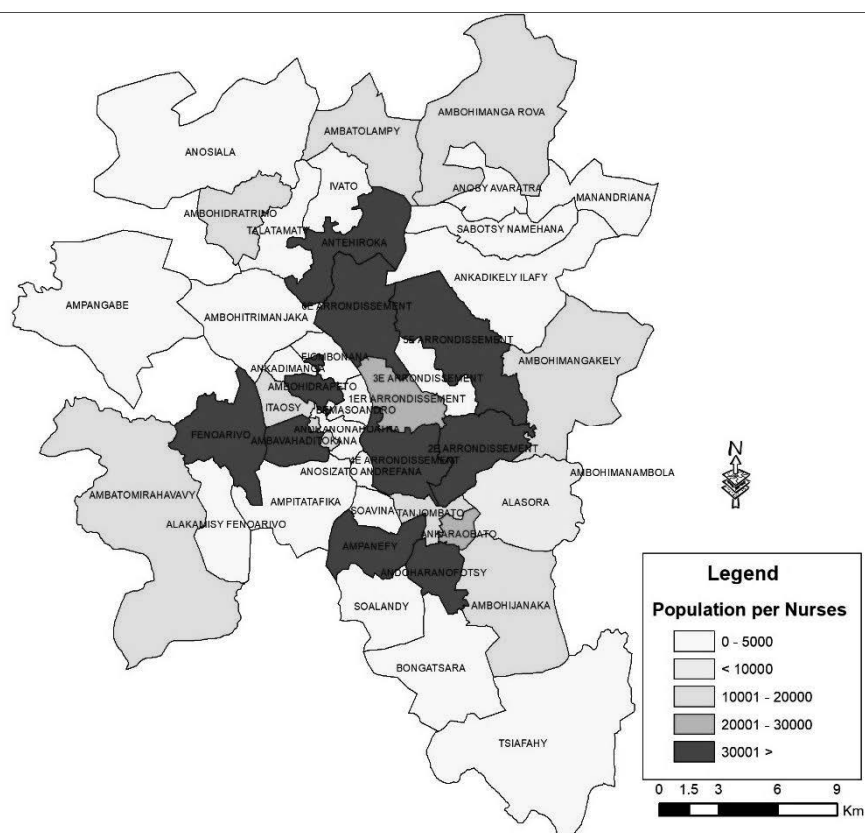 AMBOHIMANGA ROVA
AMBATOLAMPY
ANOSIALA
IVATO
ANOSY AVARATRA
MANANDRIANA
AMBOHIDRATRIMO
TALATAMATY
SABOTSY NAMEHANA
ANTEHIROKA
ANKADIKELY ILAFY
AMPANGABE
6E ARRONDISSEMENT
AMBOHITRIMANJAKA
5E ARRONDISSEMENT
FIOMBONANA
AMBOHIMANGAKELY
ANKADIMANGA
3E ARRONDISSEMENT
AMBOHIDRAPETO
1ER ARRONDISSEMENT
ITAOSY
BEMASOANDRO
FENOARIVO
AMBAVAHADITOKANA
2E ARRONDISSEMENT
4E ARRONDISSEMENT
ANOSIZATO ANDREFANA
AMBOHIMANAMBOLA
AMBATOMIRAHAVAVY
AMPITATAFIKA
ALASORA
SOAVINA
TANJOMBATO
ALAKAMISY FENOARIVO
ANKARAOBATO
AMPANEFY
ANDOHARANOFOTSY
SOALANDY
AMBOHIJANAKA
BONGATSARA
TSIAFAHY
N
Legend
Population per Nurses
0 - 5000
< 10000
10001 - 20000
20001 - 30000
30001 >
0 1.5 3 6 9
Km